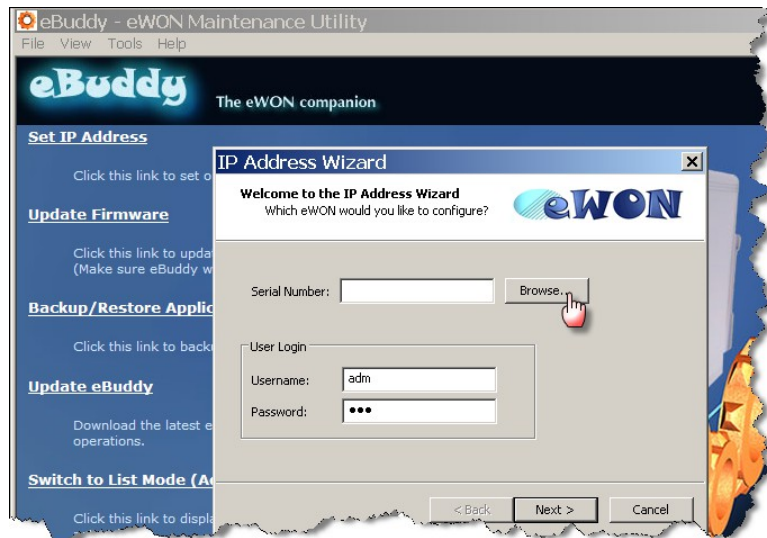 eBuddy - eWON Maintenance Utility
File View Tools Help
eBuddy
The eWON companion
Set IP Address
Click this link to set o
Update Firmware
Click this link to upda
(Make sure eBuddy w
Backup/Restore Applic
Click this link to back
Update eBuddy
Download the latest e
operations.
Switch to List Mode (A
Click this link to displa
IP Address Wizard
Welcome to the IP Address Wizard
Which eWON would you like to configure?
eWON
Serial Number:
Browse...
User Login
Username: adm
Password: •••
< Back Next > Cancel